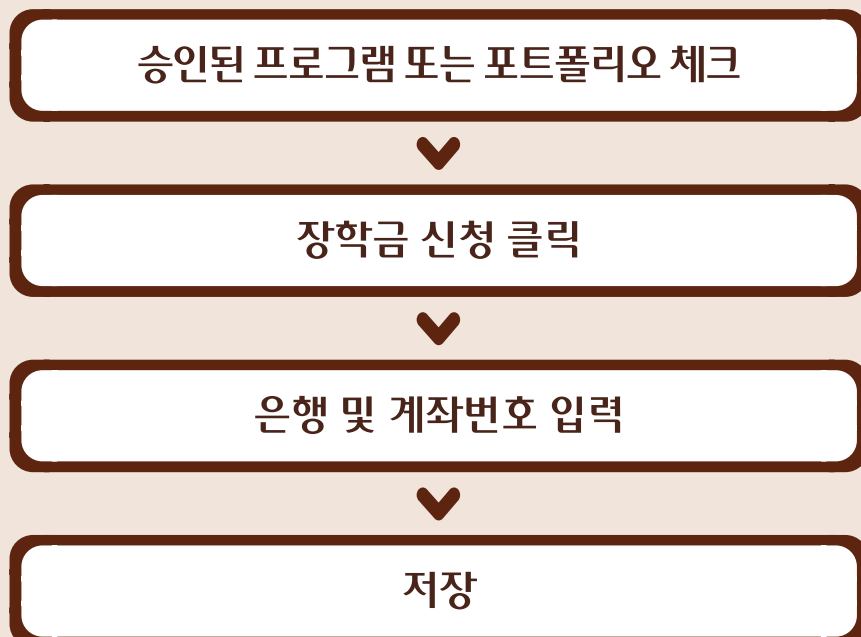 승인된 프로그램 또는 포트폴리오 체크
장학금 신청 클릭
은행 및 계좌번호 입력
저장